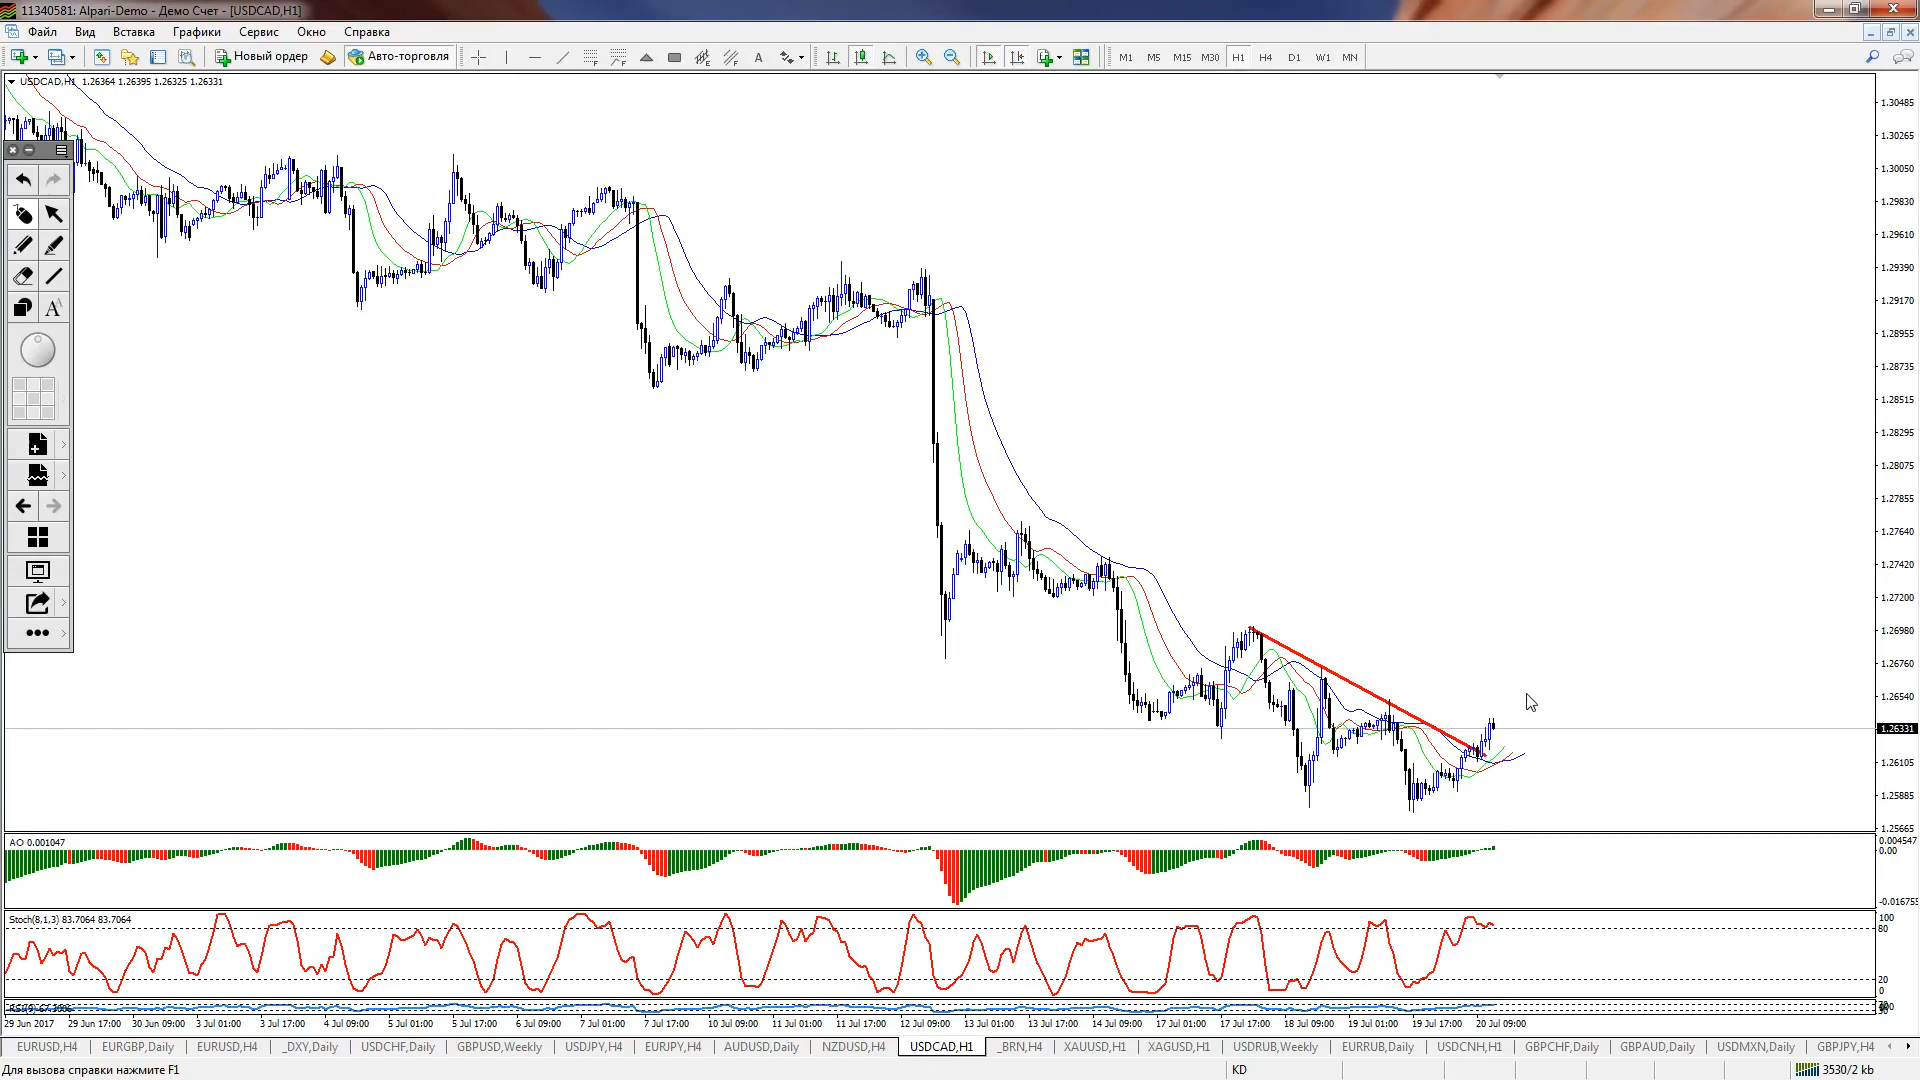 11340581: Alpari-Demo - Демо Счет - [USDCAD,H1]
Файл Вид Вставка Графики Сервис Окно Справка
Новый ордер Авто-торговля A M1 M5 M15 M30 H1 H4 D1 W1 MN
USDCAD,H1 1.26364 1.26395 1.26325 1.26331
1.30485
1.30265
1.30050
1.29830
1.29610
1.29390
1.29170
1.28955
1.28735
1.28515
1.28295
1.28075
1.27855
1.27640
1.27420
1.27200
1.26980
1.26760
1.26540
1.26331
1.26105
1.25885
1.25665
A
AO 0.001047
0.004547
0.00
-0.016755
Stoch(8,1,3) 83.7064 83.7064
100
80
20
0
RSI(9) 67.3006
29 Jun 2017 29 Jun 17:00 30 Jun 09:00 3 Jul 01:00 3 Jul 17:00 4 Jul 09:00 5 Jul 01:00 5 Jul 17:00 6 Jul 09:00 7 Jul 01:00 7 Jul 17:00 10 Jul 09:00 11 Jul 01:00 11 Jul 17:00 12 Jul 09:00 13 Jul 01:00 13 Jul 17:00 14 Jul 09:00 17 Jul 01:00 17 Jul 17:00 18 Jul 09:00 19 Jul 01:00 19 Jul 17:00 20 Jul 09:00
EURUSD,H4 EURGBP,Daily EURUSD,H4 _DXY,Daily USDCHF,Daily GBPUSD,Weekly USDJPY,H4 EURJPY,H4 AUDUSD,Daily NZDUSD,H4 USDCAD,H1 _BRN,H4 XAUUSD,H1 XAGUSD,H1 USDRUB,Weekly EURRUB,Daily USDCNH,H1 GBPCHF,Daily GBPAUD,Daily USDMXN,Daily GBPJPY,H4
Для вызова справки нажмите F1 KD 3530/2 kb